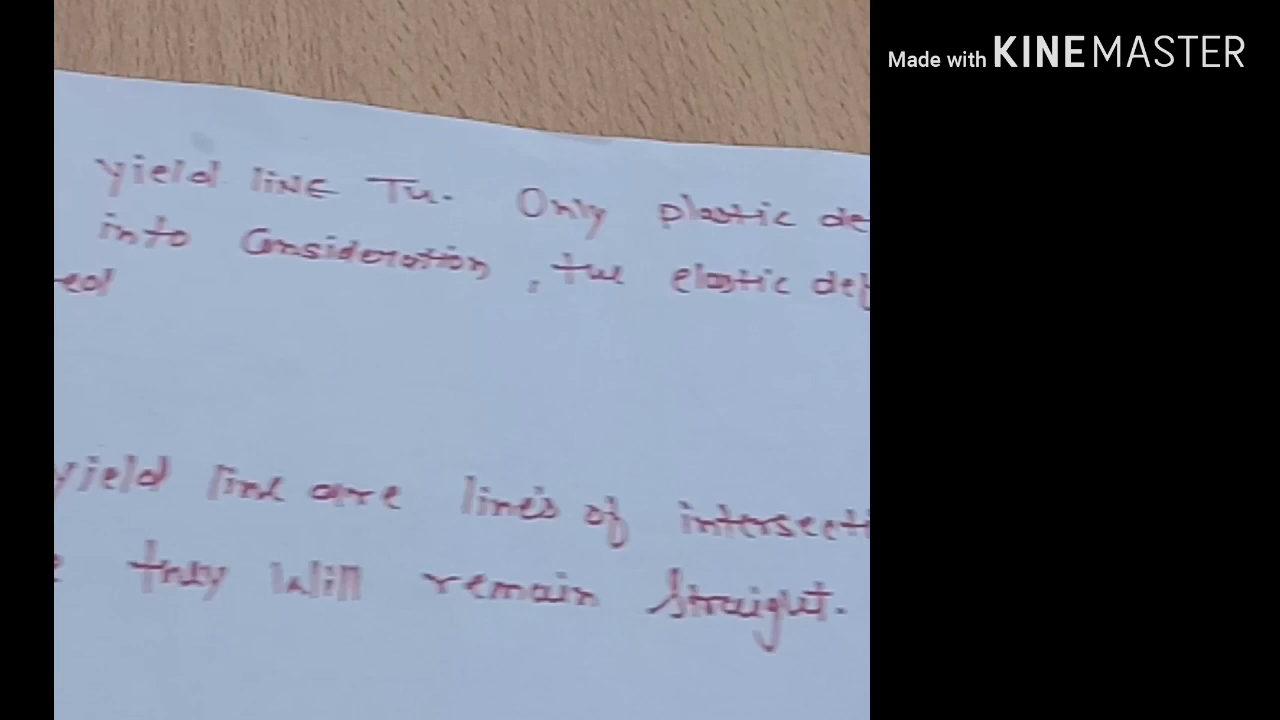 Made with KINEMASTER
yield line Th. Only plastic de
into Consideration, the elastic def
red
yield line are lines of intersecti
they will remain straight.